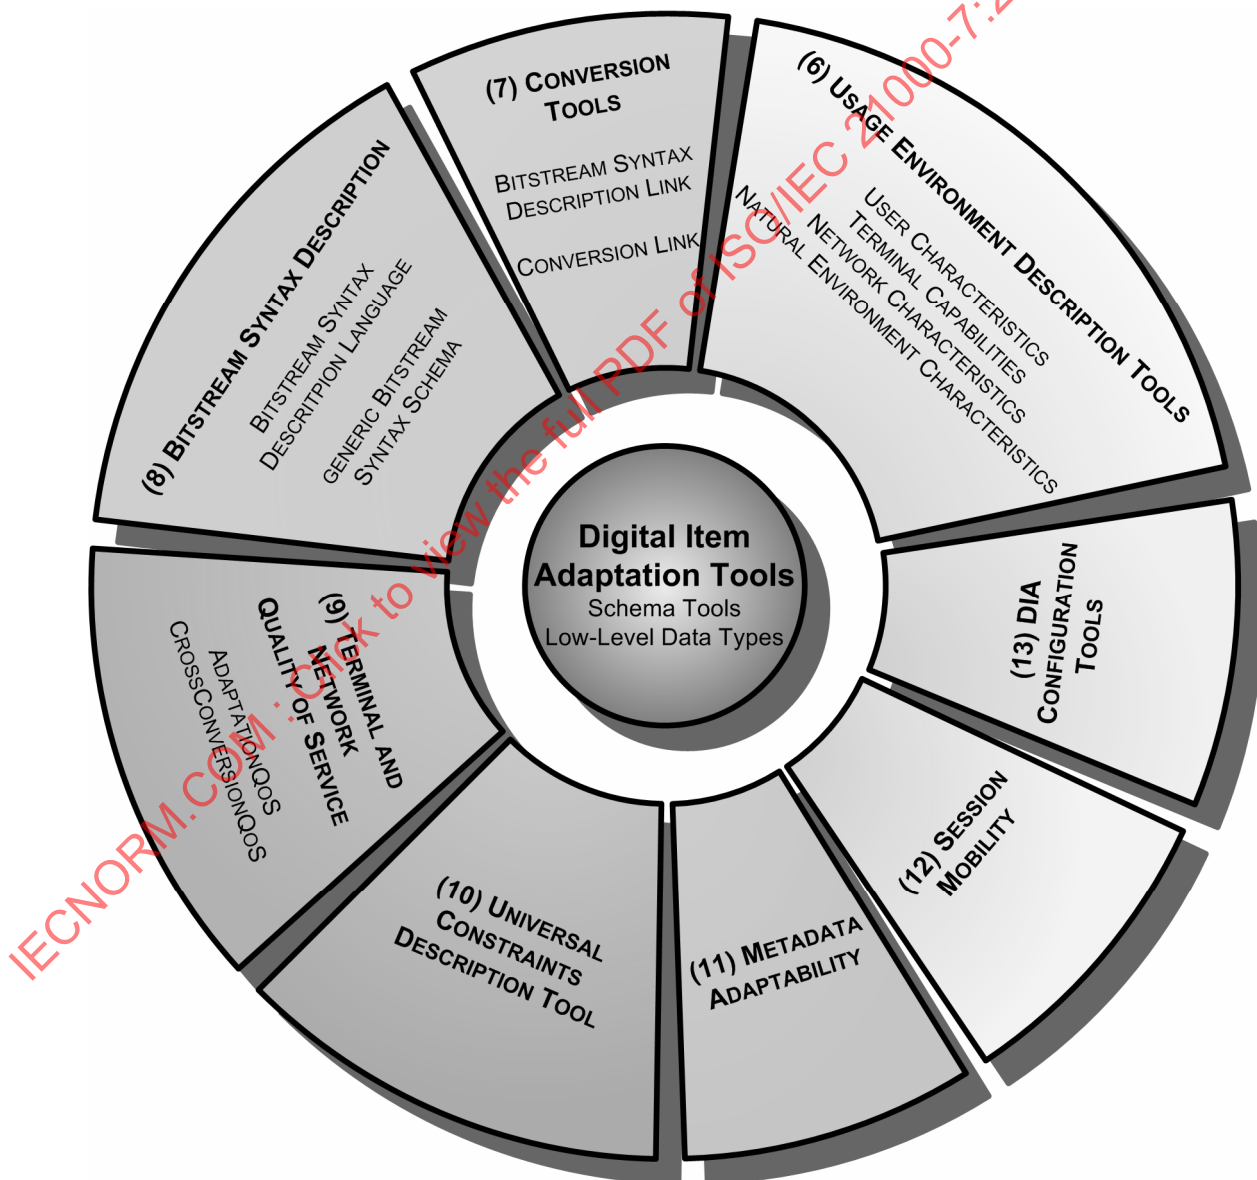 (7) CONVERSION
TOOLS
BITSTREAM SYNTAX
DESCRIPTION LINK
CONVERSION LINK
(6) USAGE ENVIRONMENT DESCRIPTION TOOLS
USER CHARACTERISTICS
TERMINAL CAPABILITIES
NETWORK CHARACTERISTICS
NATURAL ENVIRONMENT CHARACTERISTICS
(8) BITSTREAM SYNTAX DESCRIPTION
BITSTREAM SYNTAX
DESCRITPION LANGUAGE
GENERIC BITSTREAM
SYNTAX SCHEMA
Digital Item
Adaptation Tools
Schema Tools
Low-Level Data Types
(13) DIA
CONFIGURATION
TOOLS
(9) TERMINAL AND
NETWORK
QUALITY OF SERVICE
ADAPTATIONQOS
CROSSCONVERSIONQOS
(12) SESSION
MOBILITY
(10) UNIVERSAL
CONSTRAINTS
DESCRIPTION TOOL
(11) METADATA
ADAPTABILITY
IECNORM.COM : Click to view the full PDF of ISO/IEC 21000-7:2